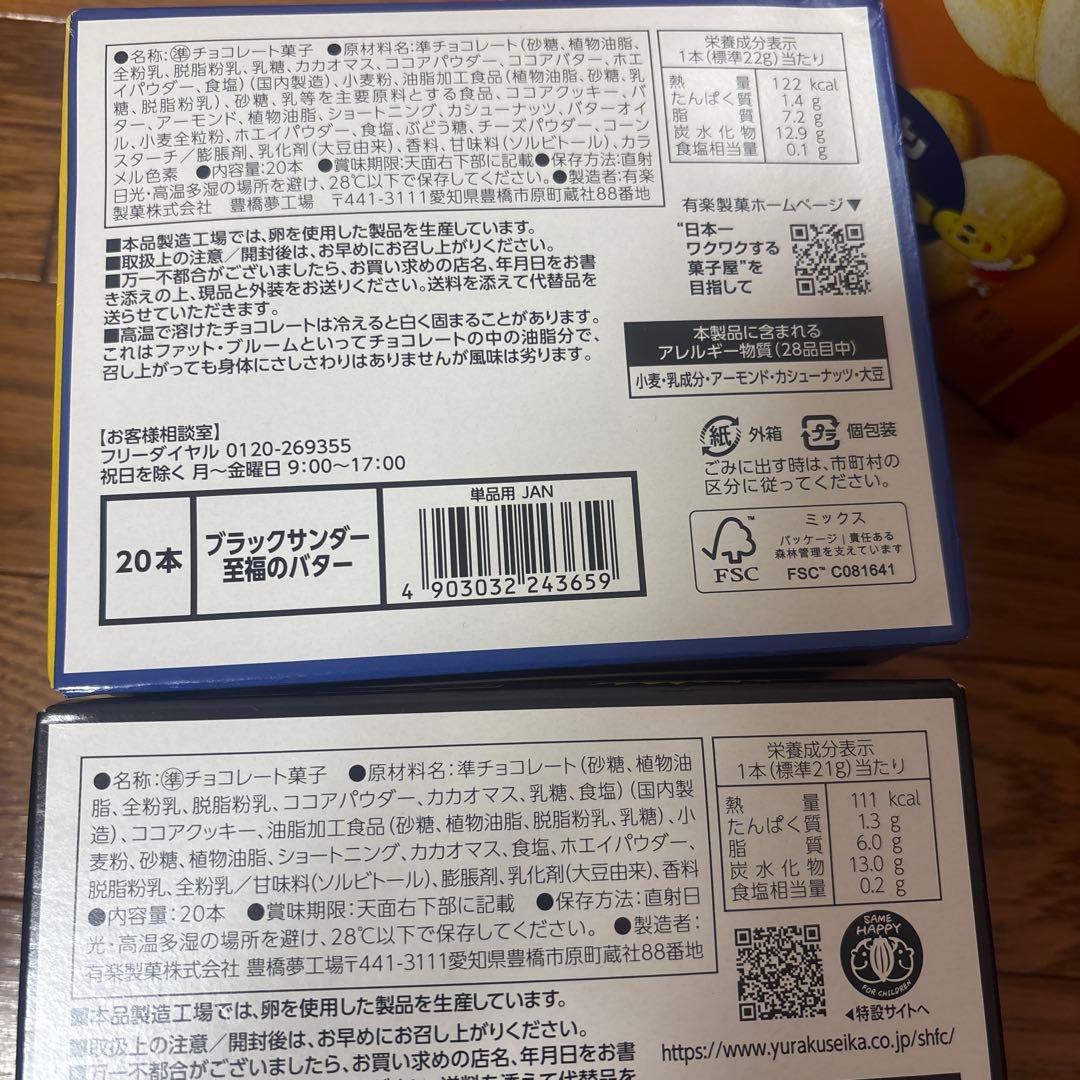 ●名称:㊜チョコレート菓子 ●原材料名:準チョコレート(砂糖、植物油脂、
全粉乳、脱脂粉乳、乳糖、カカオマス、ココアパウダー、ココアバター、ホエ
イパウダー、食塩)(国内製造)、小麦粉、油脂加工食品(植物油脂、砂糖、乳
糖、脱脂粉乳)、砂糖、乳等を主要原料とする食品、ココアクッキー、バ
ター、アーモンド、植物油脂、ショートニング、カシューナッツ、バターオイ
ル、小麦全粒粉、ホエイパウダー、食塩、ぶどう糖、チーズパウダー、コーン
スターチ/膨脹剤、乳化剤(大豆由来)、香料、甘味料(ソルビトール)、カラ
メル色素 ●内容量:20本 ●賞味期限:天面右下部に記載●保存方法:直射
日光・高温多湿の場所を避け、28℃以下で保存してください。●製造者:有楽
製菓株式会社 豊橋夢工場 〒441-3111愛知県豊橋市原町蔵社88番地
栄養成分表示
1本(標準22g)当たり
熱量 122 kcal
たんぱく質 1.4 g
脂質 7.2 g
炭水化物 12.9 g
食塩相当量 0.1 g
有楽製菓ホームページ▼
"日本一
ワクワクする
菓子屋"を
目指して
■本品製造工場では、卵を使用した製品を生産しています。
■取扱上の注意/開封後は、お早めにお召し上がりください。
■万一不都合がございましたら、お買い求めの店名、年月日をお書
き添えの上、現品と外装をお送りください。送料を添えて代替品を
送らせていただきます。
■高温で溶けたチョコレートは冷えると白く固まることがあります。
これはファット・ブルームといってチョコレートの中の油脂分で、
召し上がっても身体にさしさわりはありませんが風味は劣ります。
本製品に含まれる
アレルギー物質(28品目中)
小麦・乳成分・アーモンド・カシューナッツ・大豆
【お客様相談室】
フリーダイヤル 0120-269355
祝日を除く 月~金曜日 9:00~17:00
紙 外箱 プラ 個包装
ごみに出す時は、市町村の
区分に従ってください。
20本
ブラックサンダー
至福のバター
単品用 JAN
4 903032 243659
FSC
ミックス
パッケージ|責任ある
森林管理を支えています
FSC™ C081641
●名称:㊜チョコレート菓子 ●原材料名:準チョコレート(砂糖、植物油
脂、全粉乳、脱脂粉乳、ココアパウダー、カカオマス、乳糖、食塩)(国内製
造)、ココアクッキー、油脂加工食品(砂糖、植物油脂、脱脂粉乳、乳糖)、小
麦粉、砂糖、植物油脂、ショートニング、カカオマス、食塩、ホエイパウダー、
脱脂粉乳、全粉乳/甘味料(ソルビトール)、膨脹剤、乳化剤(大豆由来)、香料
●内容量:20本 ●賞味期限:天面右下部に記載 ●保存方法:直射日
光・高温多湿の場所を避け、28℃以下で保存してください。 ●製造者:
有楽製菓株式会社 豊橋夢工場〒441-3111愛知県豊橋市原町蔵社88番地
栄養成分表示
1本(標準21g)当たり
熱量 111 kcal
たんぱく質 1.3 g
脂質 6.0 g
炭水化物 13.0 g
食塩相当量 0.2 g
SAME HAPPY FOR CHILDREN
◀特設サイトへ
https://www.yurakuseika.co.jp/shfc/
■本品製造工場では、卵を使用した製品を生産しています。
■取扱上の注意/開封後は、お早めにお召し上がりください。
■万一不都合がございましたら、お買い求めの店名、年月日をお書